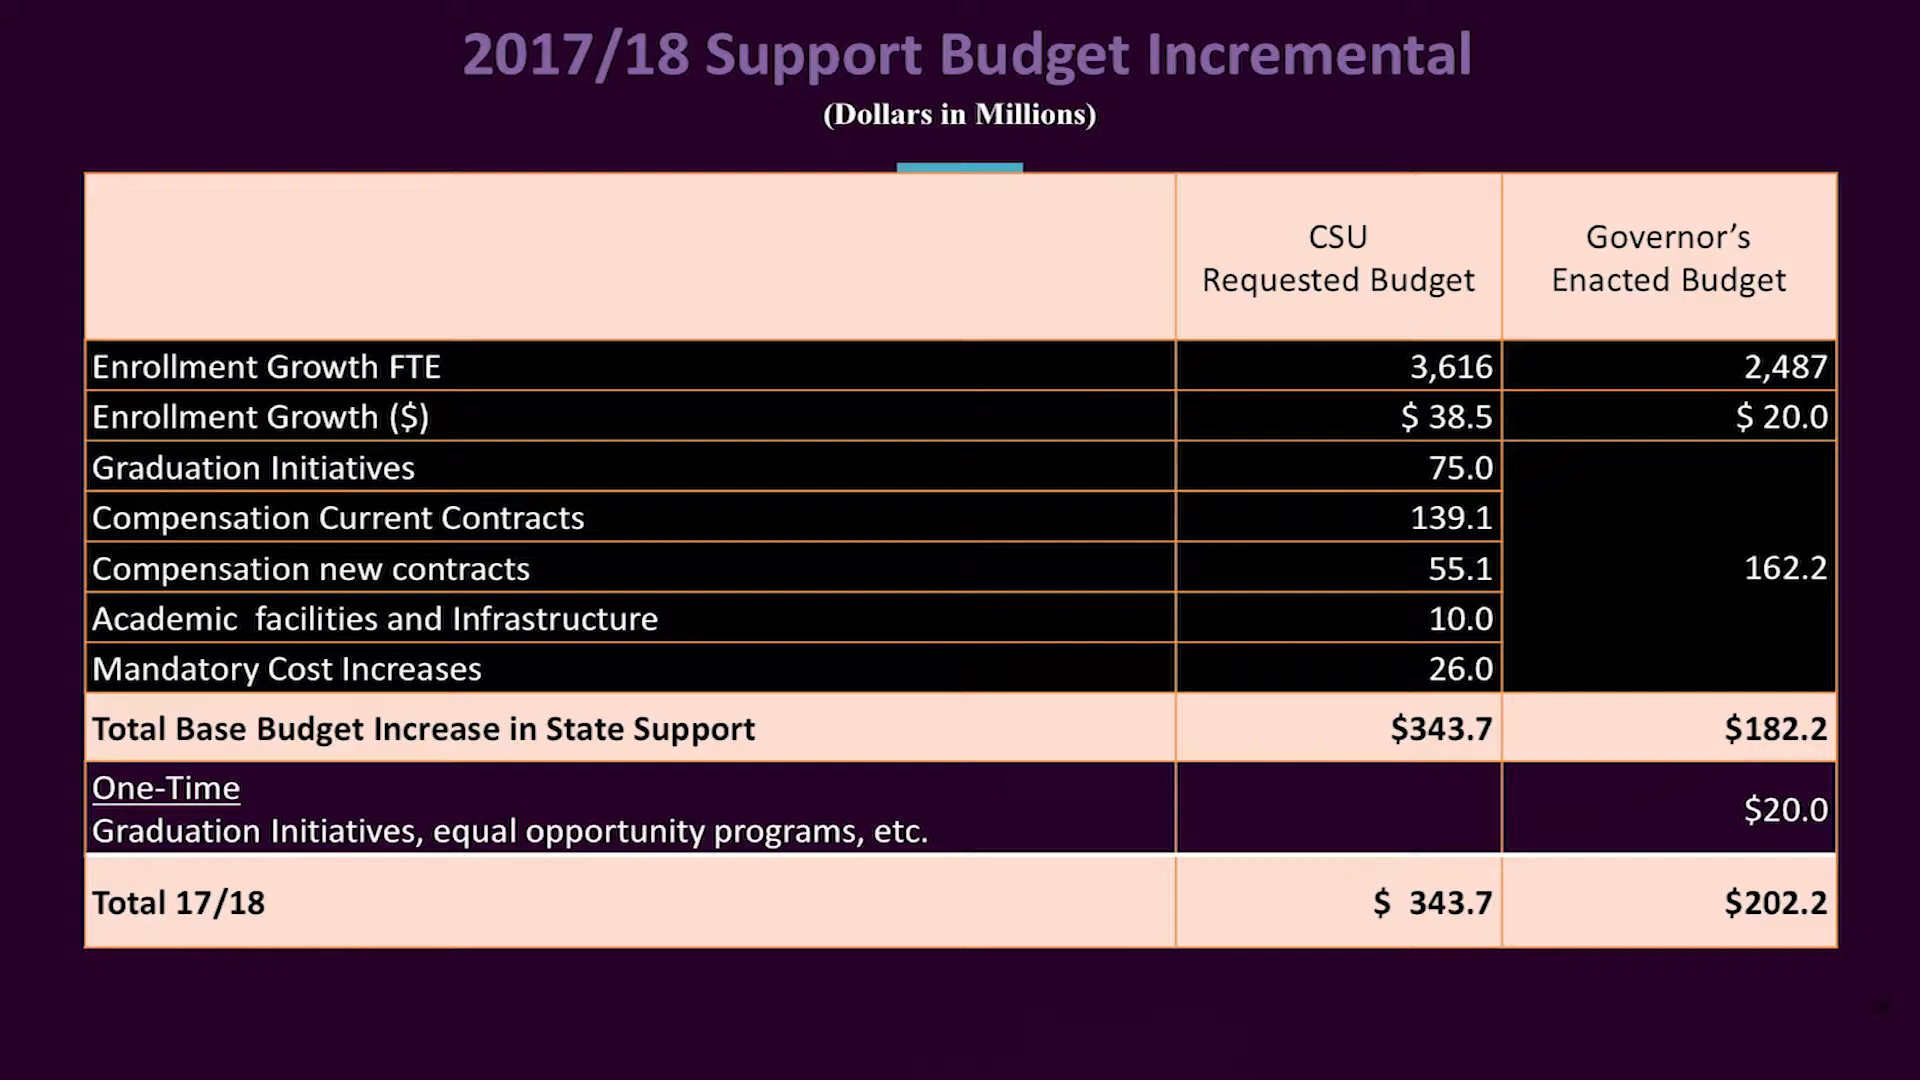 2017/18 Support Budget Incremental
(Dollars in Millions)
CSU
Requested Budget
Governor’s
Enacted Budget
Enrollment Growth FTE 3,616 2,487
Enrollment Growth ($) $ 38.5 $ 20.0
Graduation Initiatives 75.0
Compensation Current Contracts 139.1
Compensation new contracts 55.1 162.2
Academic  facilities and Infrastructure 10.0
Mandatory Cost Increases 26.0
Total Base Budget Increase in State Support $343.7 $182.2
One-Time
Graduation Initiatives, equal opportunity programs, etc. $20.0
Total 17/18 $  343.7 $202.2